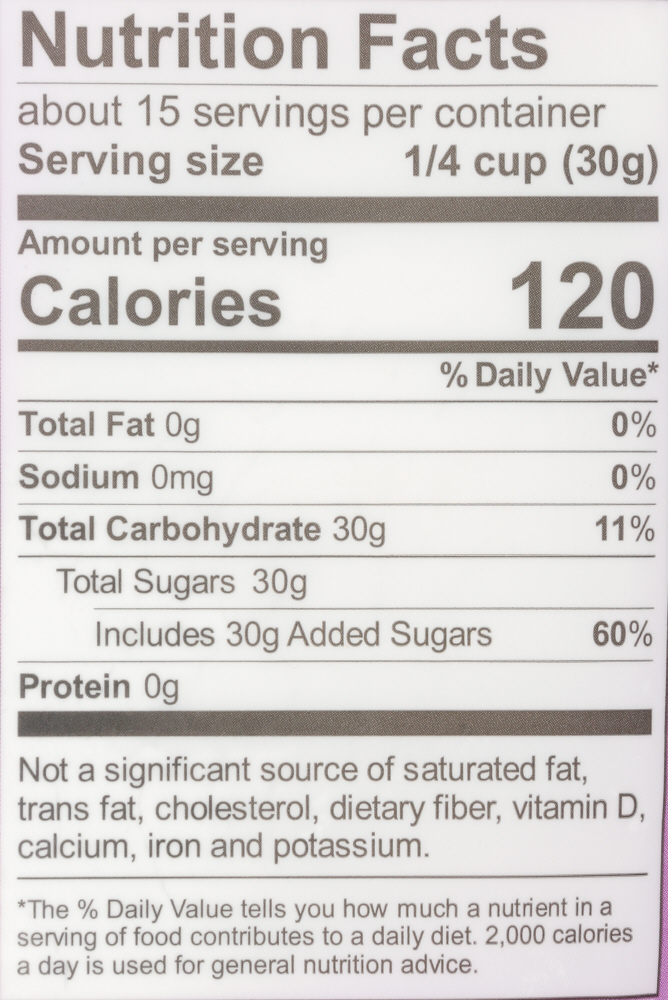 Nutrition Facts
about 15 servings per container
Serving size 1/4 cup (30g)
Amount per serving
Calories 120
% Daily Value*
Total Fat 0g 0%
Sodium 0mg 0%
Total Carbohydrate 30g 11%
Total Sugars 30g
Includes 30g Added Sugars 60%
Protein 0g
Not a significant source of saturated fat,
trans fat, cholesterol, dietary fiber, vitamin D,
calcium, iron and potassium.
*The % Daily Value tells you how much a nutrient in a
serving of food contributes to a daily diet. 2,000 calories
a day is used for general nutrition advice.